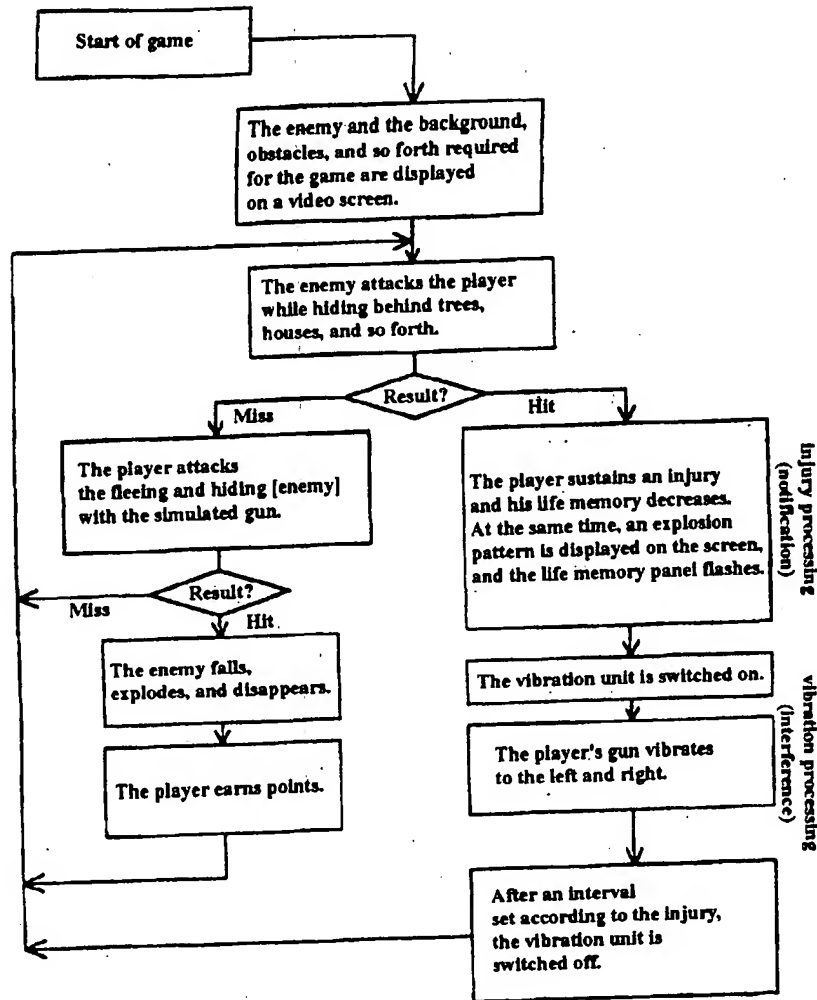 Start of game
The enemy and the background,
obstacles, and so forth required
for the game are displayed
on a video screen.
The enemy attacks the player
while hiding behind trees,
houses, and so forth.
Result?
Miss
Hit
The player attacks
the fleeing and hiding [enemy]
with the simulated gun.
The player sustains an injury
and his life memory decreases.
At the same time, an explosion
pattern is displayed on the screen,
and the life memory panel flashes.
injury processing
(notification)
Result?
Miss
Hit
The enemy falls,
explodes, and disappears.
The vibration unit is switched on.
The player earns points.
The player's gun vibrates
to the left and right.
vibration processing
(interference)
After an interval
set according to the injury,
the vibration unit is
switched off.